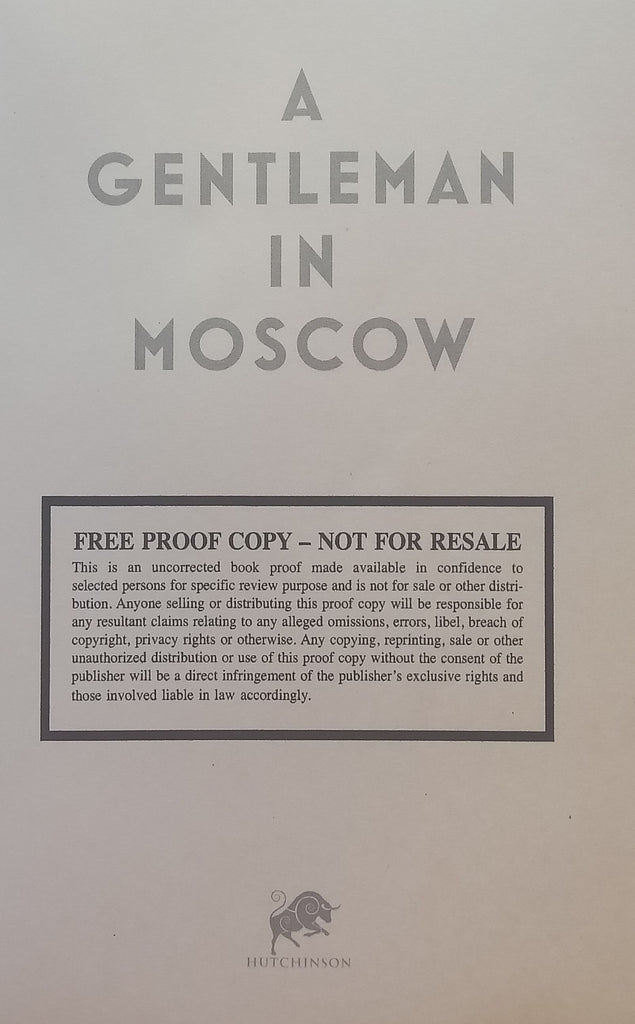 A
GENTLEMAN
IN
MOSCOW
FREE PROOF COPY – NOT FOR RESALE
This is an uncorrected book proof made available in confidence to
selected persons for specific review purpose and is not for sale or other distri-
bution. Anyone selling or distributing this proof copy will be responsible for
any resultant claims relating to any alleged omissions, errors, libel, breach of
copyright, privacy rights or otherwise. Any copying, reprinting, sale or other
unauthorized distribution or use of this proof copy without the consent of the
publisher will be a direct infringement of the publisher's exclusive rights and
those involved liable in law accordingly.
HUTCHINSON